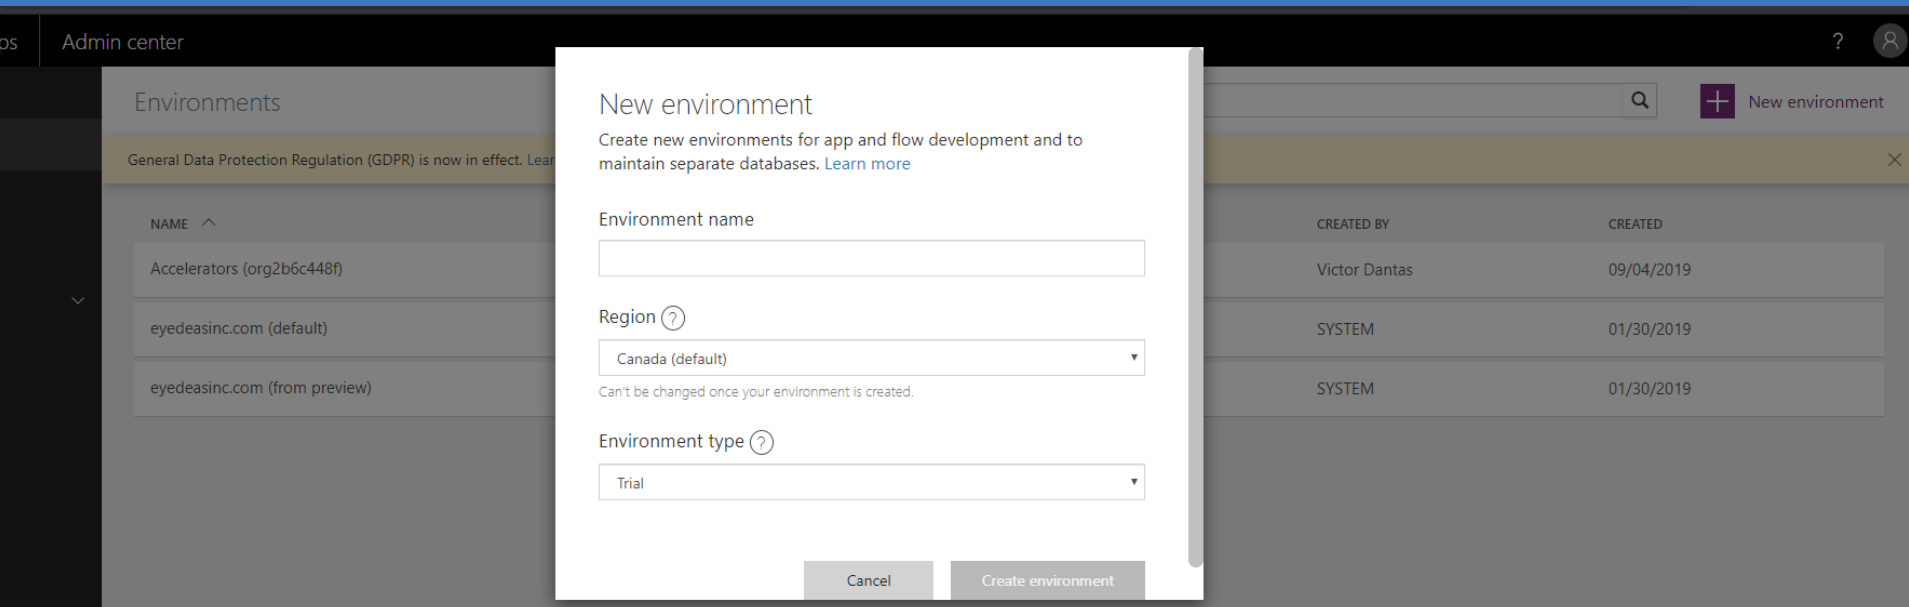 ps Admin center ?
Environments
New environment
General Data Protection Regulation (GDPR) is now in effect.
NAME CREATED BY CREATED
Accelerators (org2b6c448f) Victor Dantas 09/04/2019
eyedeasinc.com (default) SYSTEM 01/30/2019
eyedeasinc.com (from preview) SYSTEM 01/30/2019
New environment
Create new environments for app and flow development and to
maintain separate databases. Learn more
Environment name
Region ?
Canada (default)
Can't be changed once your environment is created.
Environment type ?
Trial
Cancel Create environment